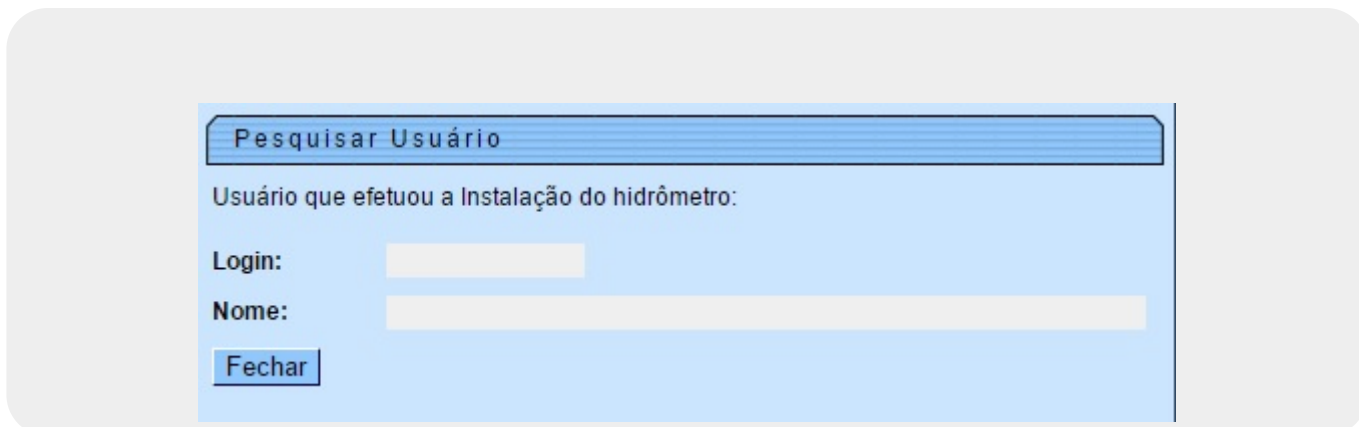 Pesquisar Usuário
Usuário que efetuou a Instalação do hidrômetro:
Login:
Nome:
Fechar